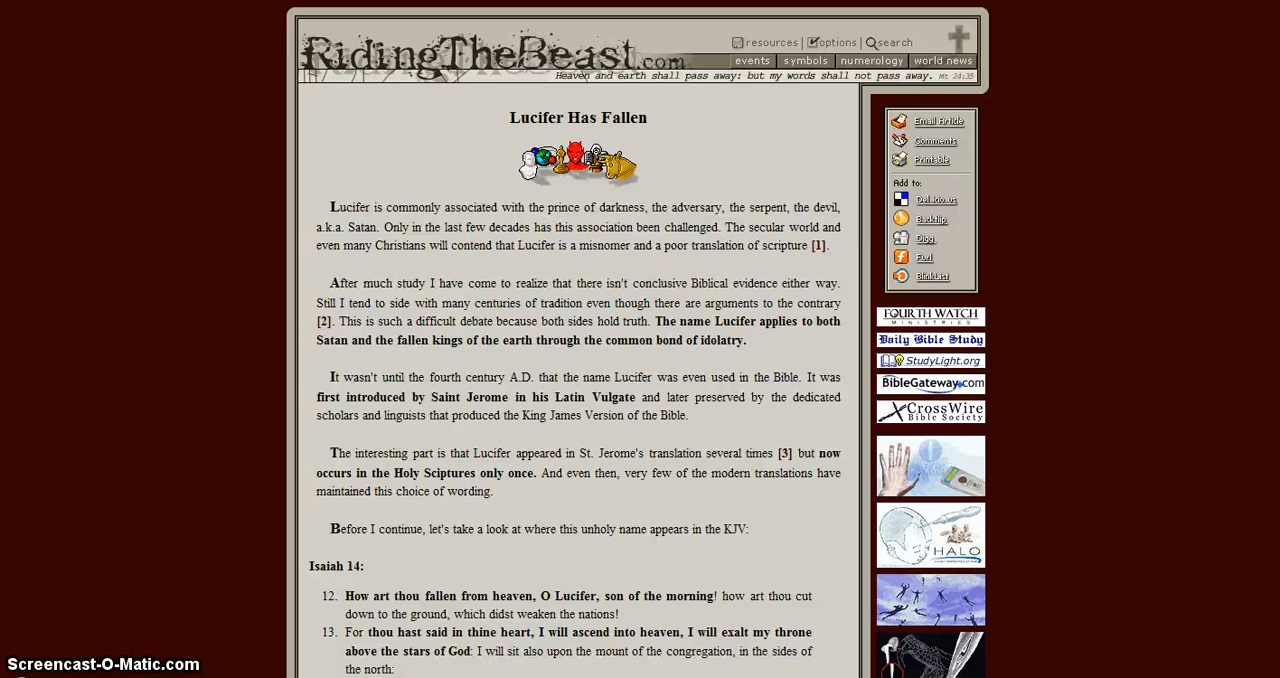 RidingTheBeast.com
resources | options | search
events symbols numerology world news
Heaven and earth shall pass away: but my words shall not pass away. Mt 24:35
Lucifer Has Fallen
Lucifer is commonly associated with the prince of darkness, the adversary, the serpent, the devil,
a.k.a. Satan. Only in the last few decades has this association been challenged. The secular world and
even many Christians will contend that Lucifer is a misnomer and a poor translation of scripture [1].
After much study I have come to realize that there isn't conclusive Biblical evidence either way.
Still I tend to side with many centuries of tradition even though there are arguments to the contrary
[2]. This is such a difficult debate because both sides hold truth. The name Lucifer applies to both
Satan and the fallen kings of the earth through the common bond of idolatry.
It wasn't until the fourth century A.D. that the name Lucifer was even used in the Bible. It was
first introduced by Saint Jerome in his Latin Vulgate and later preserved by the dedicated
scholars and linguists that produced the King James Version of the Bible.
The interesting part is that Lucifer appeared in St. Jerome's translation several times [3] but now
occurs in the Holy Sciptures only once. And even then, very few of the modern translations have
maintained this choice of wording.
Before I continue, let's take a look at where this unholy name appears in the KJV:
Isaiah 14:
12. How art thou fallen from heaven, O Lucifer, son of the morning! how art thou cut
down to the ground, which didst weaken the nations!
13. For thou hast said in thine heart, I will ascend into heaven, I will exalt my throne
above the stars of God: I will sit also upon the mount of the congregation, in the sides of
the north:
Email Article
Comments
Printable
Add to:
Del.icio.us
Backflip
Digg
Furl
BlinkList
FOURTH WATCH
MINISTRIES
Daily Bible Study
StudyLight.org
BibleGateway.com
CrossWire
Bible Society
HALO
Screencast-O-Matic.com